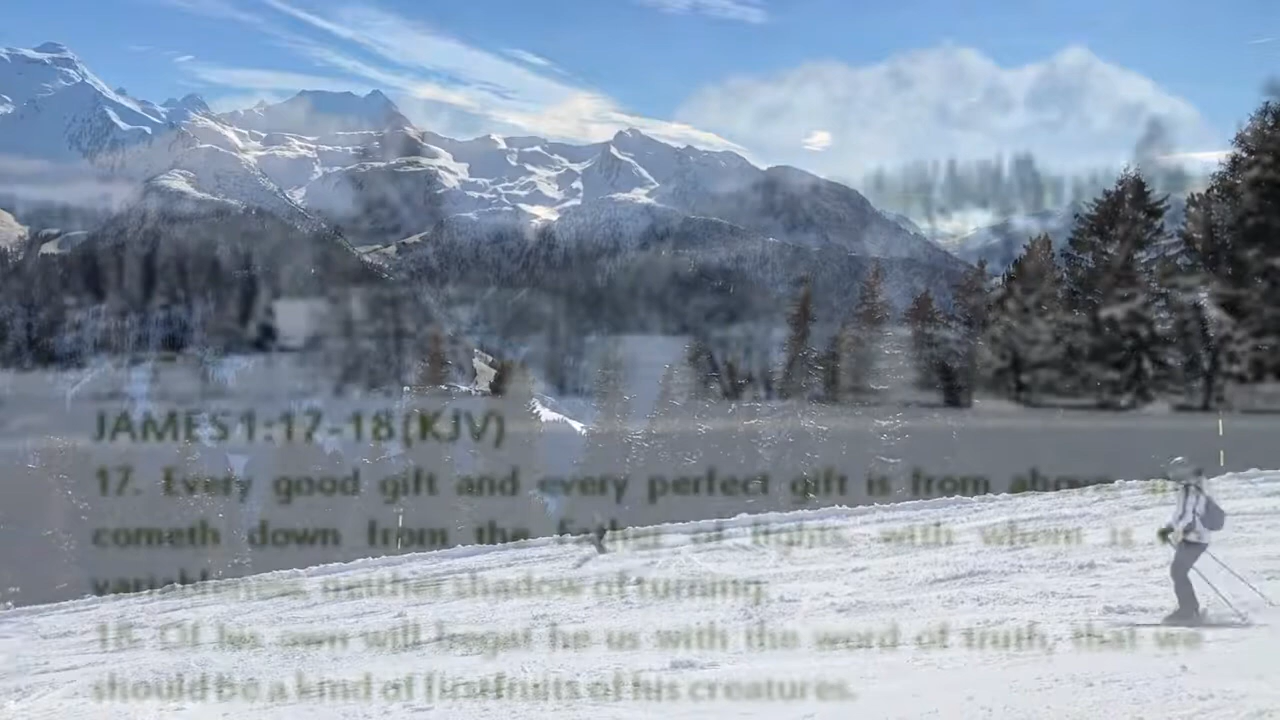 JAMES 1:17-18 (KJV)
17. Every good gift and every perfect gift is from above
cometh down from the Father of lights, with whom is
neither shadow of turning.
18. Of his own will begat he us with the word of truth, that we
should be a kind of firstfruits of his creatures.